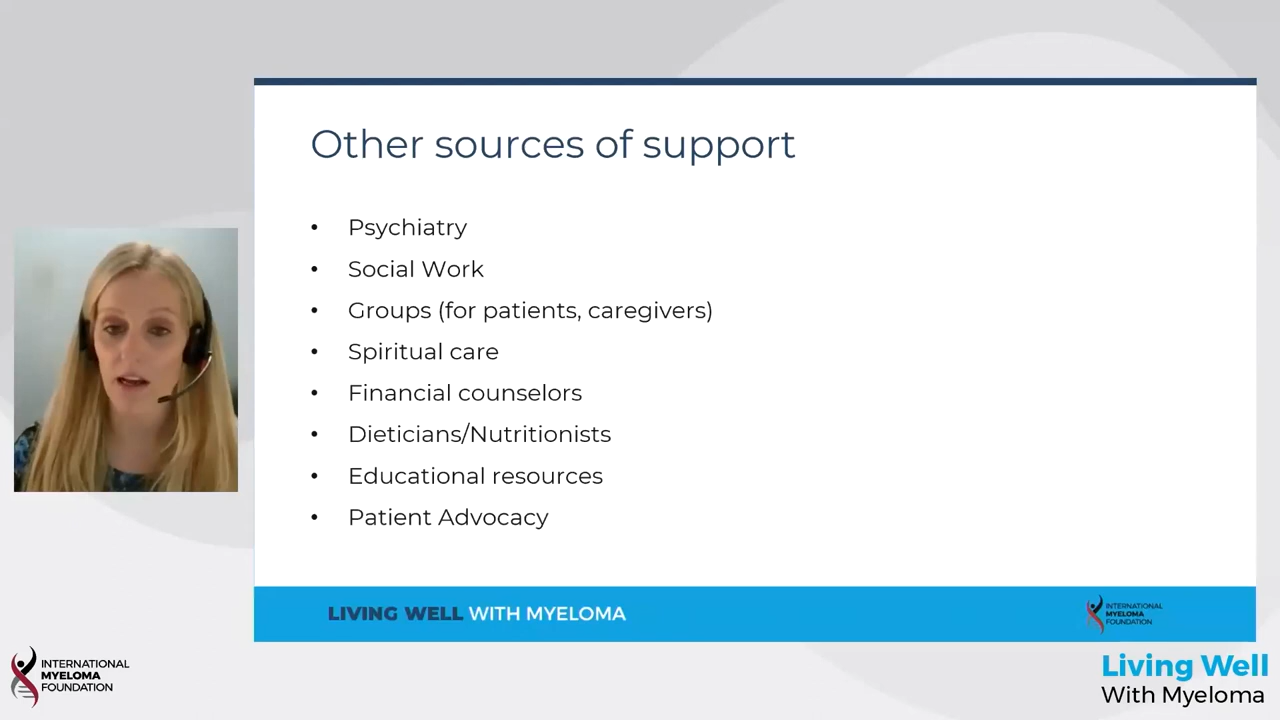 Other sources of support
• Psychiatry
• Social Work
• Groups (for patients, caregivers)
• Spiritual care
• Financial counselors
• Dieticians/Nutritionists
• Educational resources
• Patient Advocacy
LIVING WELL WITH MYELOMA
INTERNATIONAL
MYELOMA
FOUNDATION
INTERNATIONAL
MYELOMA
FOUNDATION
Living Well
With Myeloma